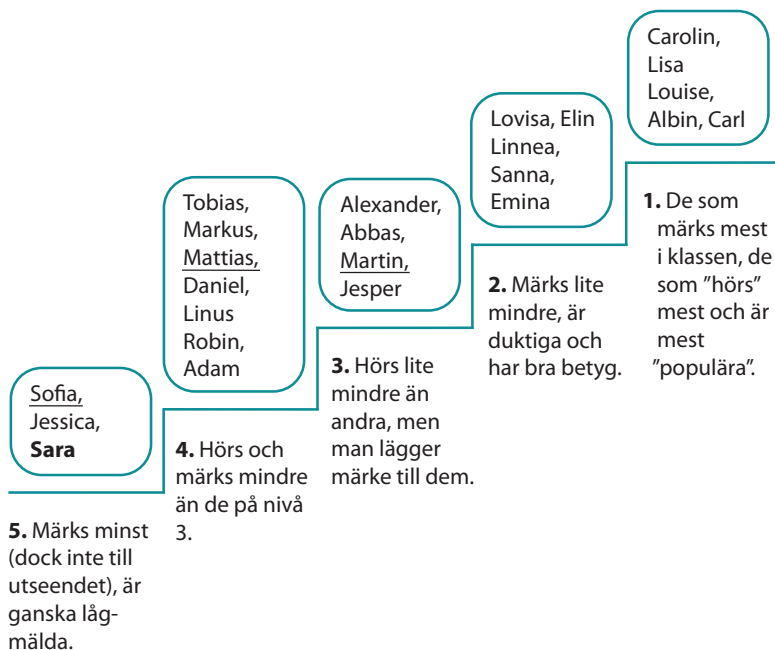 Carolin,
Lisa
Louise,
Albin, Carl
1. De som
märks mest
i klassen, de
som ”hörs”
mest och är
mest
”populära”.
Lovisa, Elin
Linnea,
Sanna,
Emina
2. Märks lite
mindre, är
duktiga och
har bra betyg.
Alexander,
Abbas,
Martin,
Jesper
3. Hörs lite
mindre än
andra, men
man lägger
märke till dem.
Tobias,
Markus,
Mattias,
Daniel,
Linus
Robin,
Adam
4. Hörs och
märks mindre
än de på nivå
3.
Sofia,
Jessica,
Sara
5. Märks minst
(dock inte till
utseendet), är
ganska låg-
mälda.